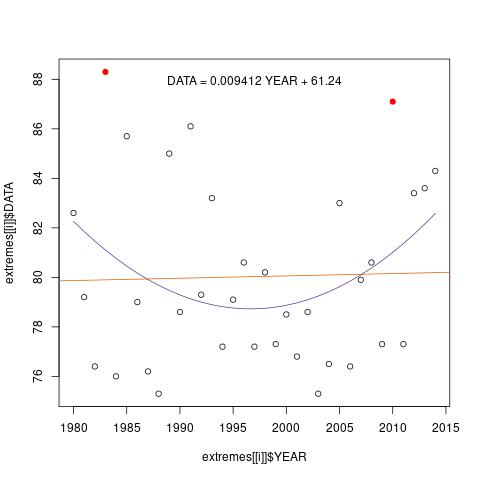 DATA = 0.009412 YEAR + 61.24
extremes[[i]]$DATA
88
86
84
82
80
78
76
1980 1985 1990 1995 2000 2005 2010 2015
extremes[[i]]$YEAR